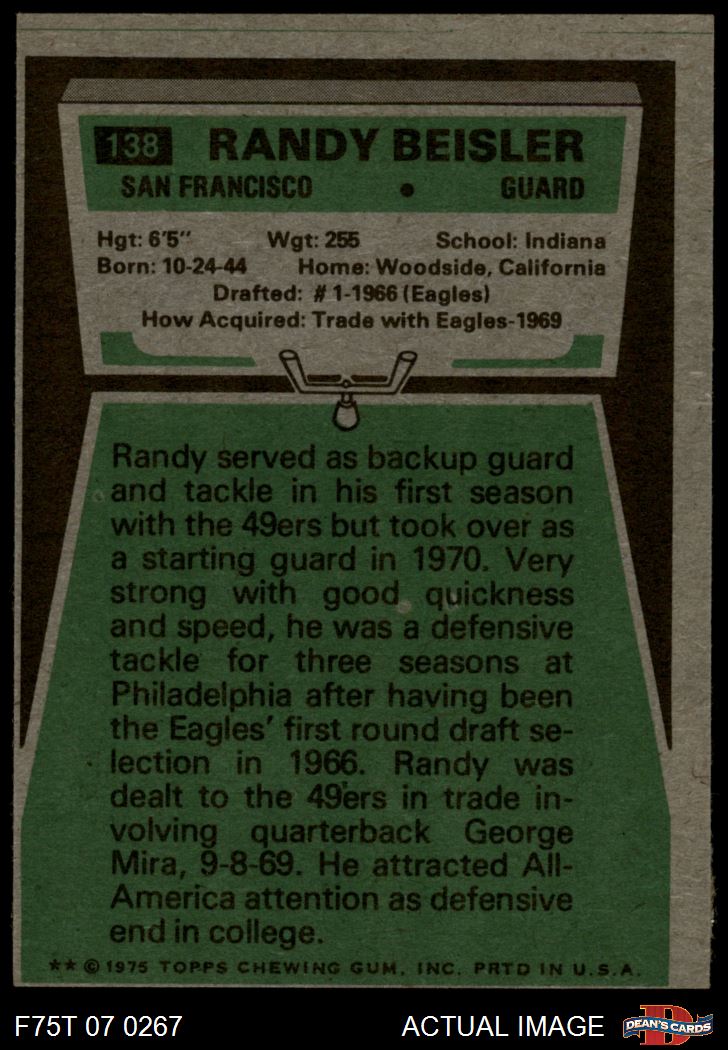 138 RANDY BEISLER
SAN FRANCISCO • GUARD
Hgt: 6'5" Wgt: 255 School: Indiana
Born: 10-24-44 Home: Woodside, California
Drafted: #1-1966 (Eagles)
How Acquired: Trade with Eagles-1969
Randy served as backup guard
and tackle in his first season
with the 49ers but took over as
a starting guard in 1970. Very
strong with good quickness
and speed, he was a defensive
tackle for three seasons at
Philadelphia after having been
the Eagles' first round draft se-
lection in 1966. Randy was
dealt to the 49ers in trade in-
volving quarterback George
Mira, 9-8-69. He attracted All-
America attention as defensive
end in college.
** © 1975 TOPPS CHEWING GUM, INC. PRTD IN U.S.A.
F75T 07 0267 ACTUAL IMAGE D DEAN'S CARDS